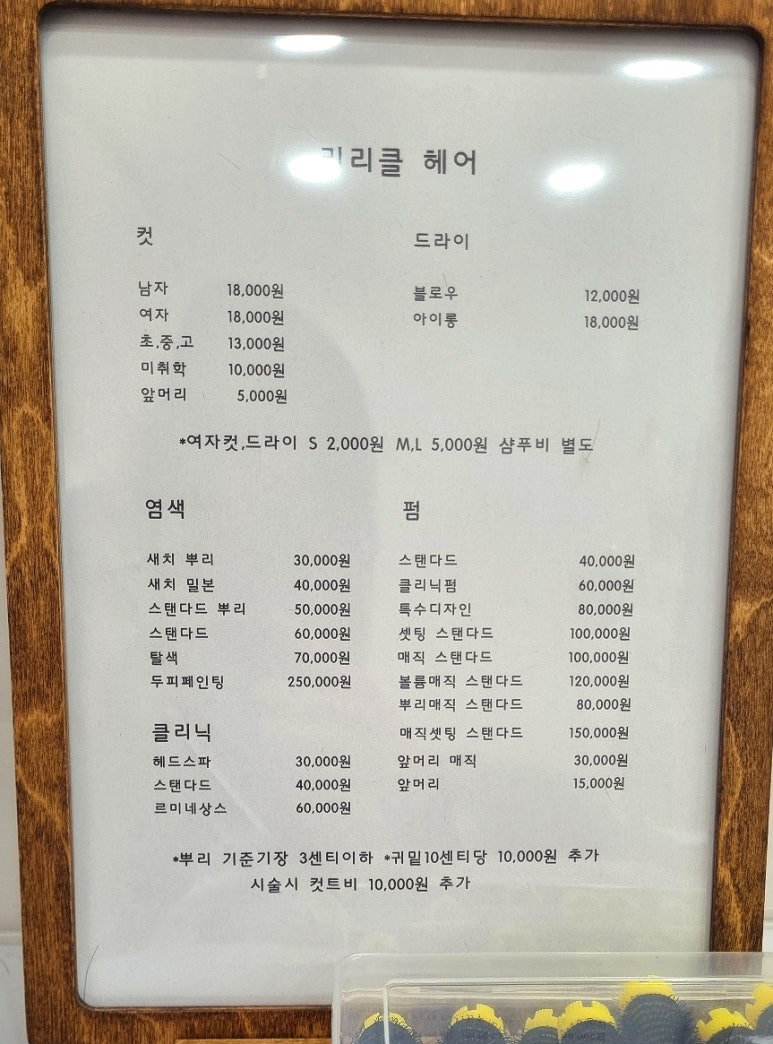 헤어
컷
남자 18,000원
여자 18,000원
초,중,고 13,000원
미취학 10,000원
앞머리 5,000원
드라이
블로우 12,000원
아이롱 18,000원
*여자컷,드라이 S 2,000원 M,L 5,000원 샴푸비 별도
염색
새치 뿌리 30,000원
새치 밀본 40,000원
스탠다드 뿌리 50,000원
스탠다드 60,000원
탈색 70,000원
두피페인팅 250,000원
클리닉
헤드스파 30,000원
스탠다드 40,000원
르미네상스 60,000원
펌
스탠다드 40,000원
클리닉펌 60,000원
특수디자인 80,000원
셋팅 스탠다드 100,000원
매직 스탠다드 100,000원
볼륨매직 스탠다드 120,000원
뿌리매직 스탠다드 80,000원
매직셋팅 스탠다드 150,000원
앞머리 매직 30,000원
앞머리 15,000원
*뿌리 기준기장 3센티이하 *귀밑10센티당 10,000원 추가
시술시 컷트비 10,000원 추가